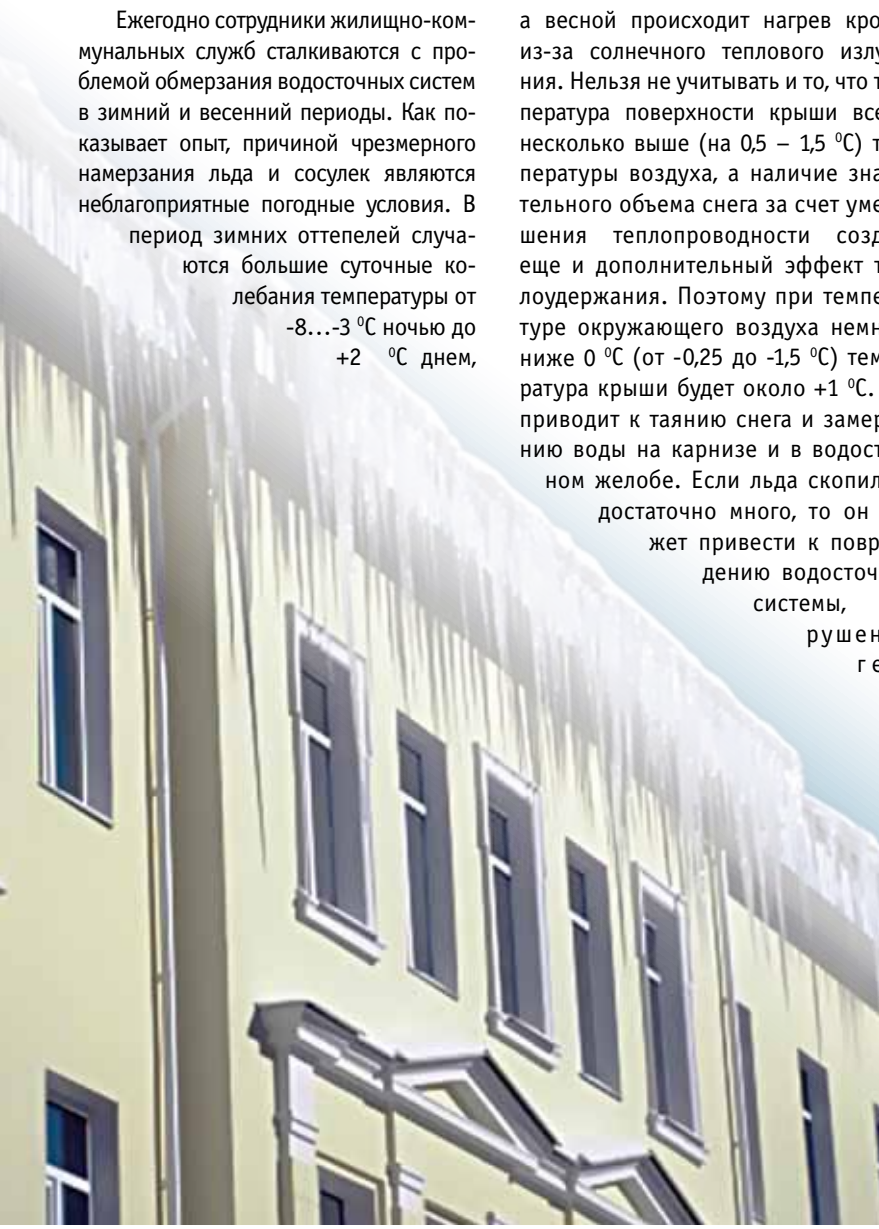 Ежегодно сотрудники жилищно-ком-
мунальных служб сталкиваются с про-
блемой обмерзания водосточных систем
в зимний и весенний периоды. Как по-
казывает опыт, причиной чрезмерного
намерзания льда и сосулек являются
неблагоприятные погодные условия. В
период зимних оттепелей случа-
ются большие суточные ко-
лебания температуры от
-8…-3 ⁰С ночью до
+2 ⁰С днем,
а весной происходит нагрев кро
из-за солнечного теплового излу
ния. Нельзя не учитывать и то, что т
пература поверхности крыши все
несколько выше (на 0,5 – 1,5 ⁰С) т
пературы воздуха, а наличие зна
тельного объема снега за счет уме
шения теплопроводности созд
еще и дополнительный эффект т
лоудержания. Поэтому при темпе
туре окружающего воздуха немн
ниже 0 ⁰С (от -0,25 до -1,5 ⁰С) тем
ратура крыши будет около +1 ⁰С.
приводит к таянию снега и замер
нию воды на карнизе и в водост
ном желобе. Если льда скопил
достаточно много, то он
жет привести к повр
дению водосточ
системы,
рушен
ге